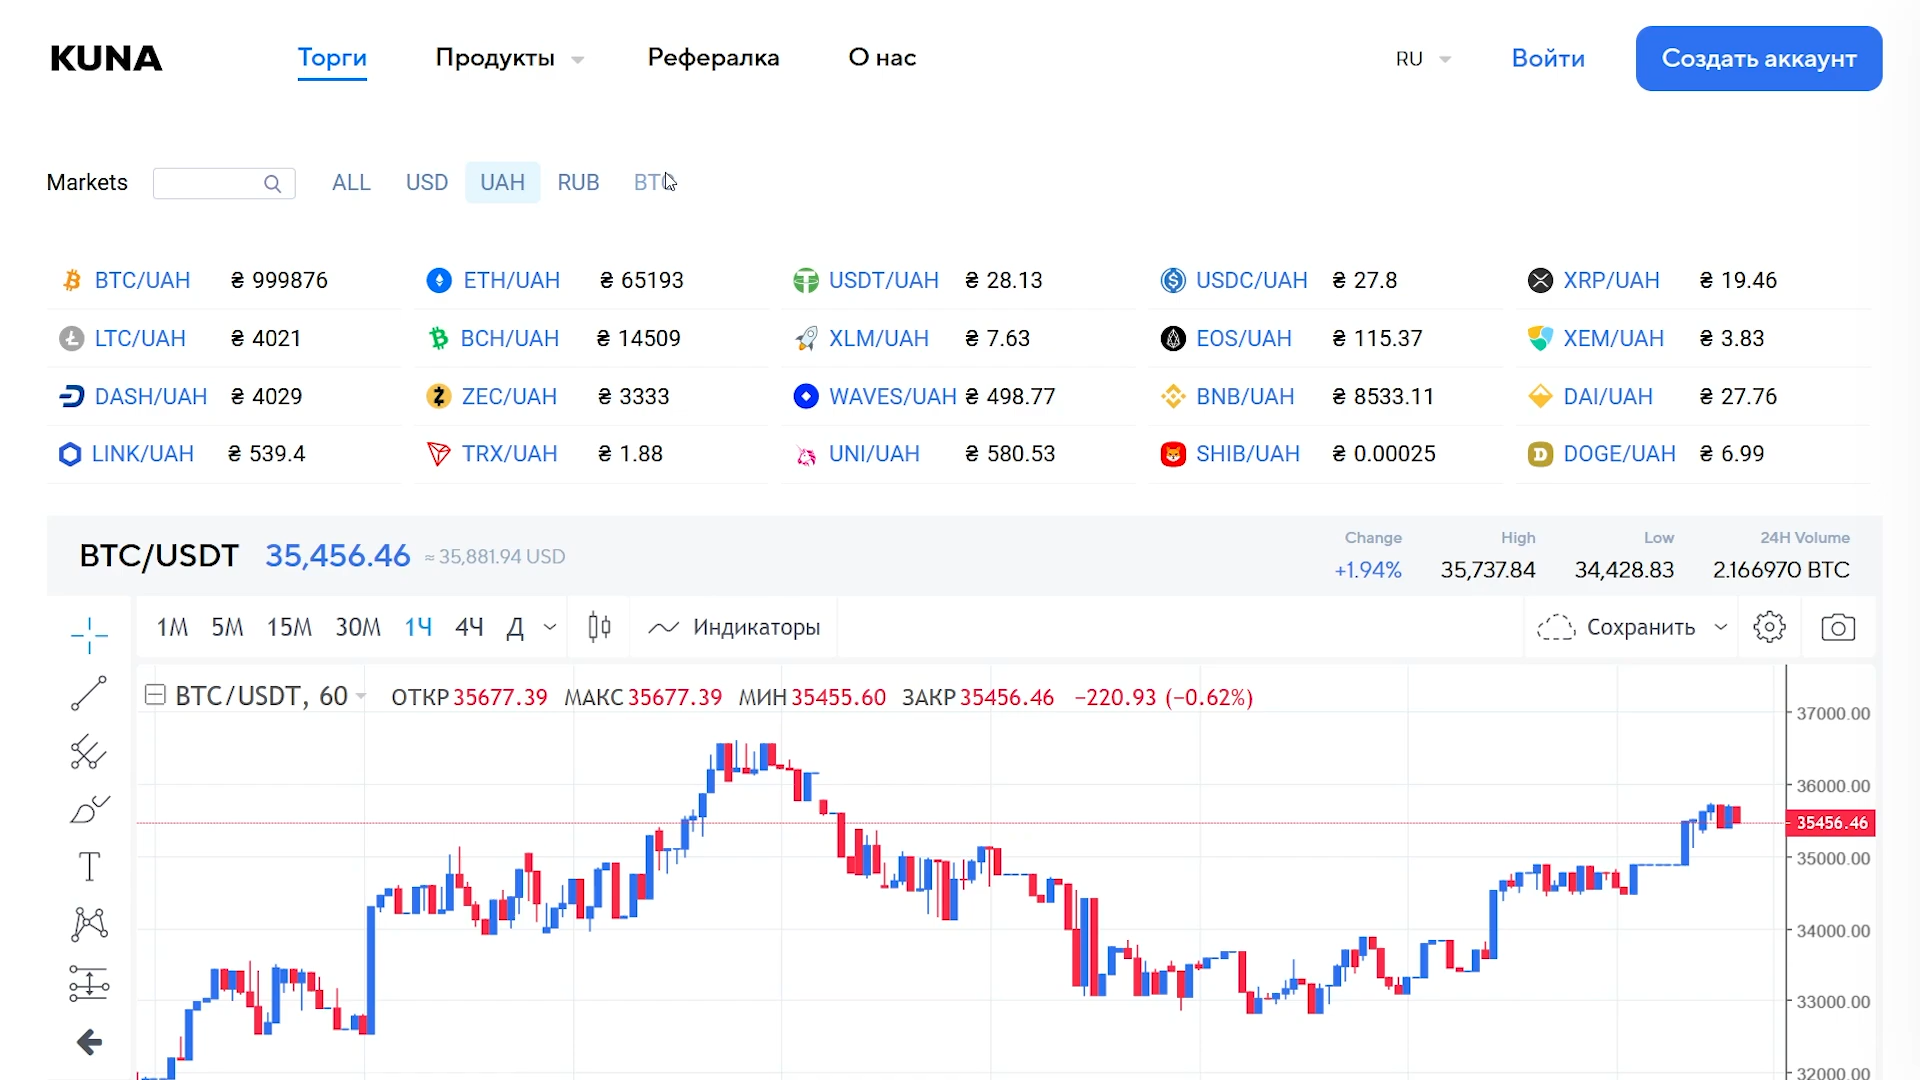 KUNA Торги Продукты Рефералка О нас RU Войти Создать аккаунт
Markets ALL USD UAH RUB BTC
BTC/UAH ₴ 999876 ETH/UAH ₴ 65193 USDT/UAH ₴ 28.13 USDC/UAH ₴ 27.8 XRP/UAH ₴ 19.46
LTC/UAH ₴ 4021 BCH/UAH ₴ 14509 XLM/UAH ₴ 7.63 EOS/UAH ₴ 115.37 XEM/UAH ₴ 3.83
DASH/UAH ₴ 4029 ZEC/UAH ₴ 3333 WAVES/UAH ₴ 498.77 BNB/UAH ₴ 8533.11 DAI/UAH ₴ 27.76
LINK/UAH ₴ 539.4 TRX/UAH ₴ 1.88 UNI/UAH ₴ 580.53 SHIB/UAH ₴ 0.00025 DOGE/UAH ₴ 6.99
Change High Low 24H Volume
BTC/USDT 35,456.46 ≈ 35,881.94 USD +1.94% 35,737.84 34,428.83 2.166970 BTC
1М 5М 15М 30М 1Ч 4Ч Д Индикаторы Сохранить
BTC/USDT, 60 ОТКР 35677.39 МАКС 35677.39 МИН 35455.60 ЗАКР 35456.46 −220.93 (−0.62%)
37000.00
36000.00
35456.46
35000.00
34000.00
33000.00
32000.00